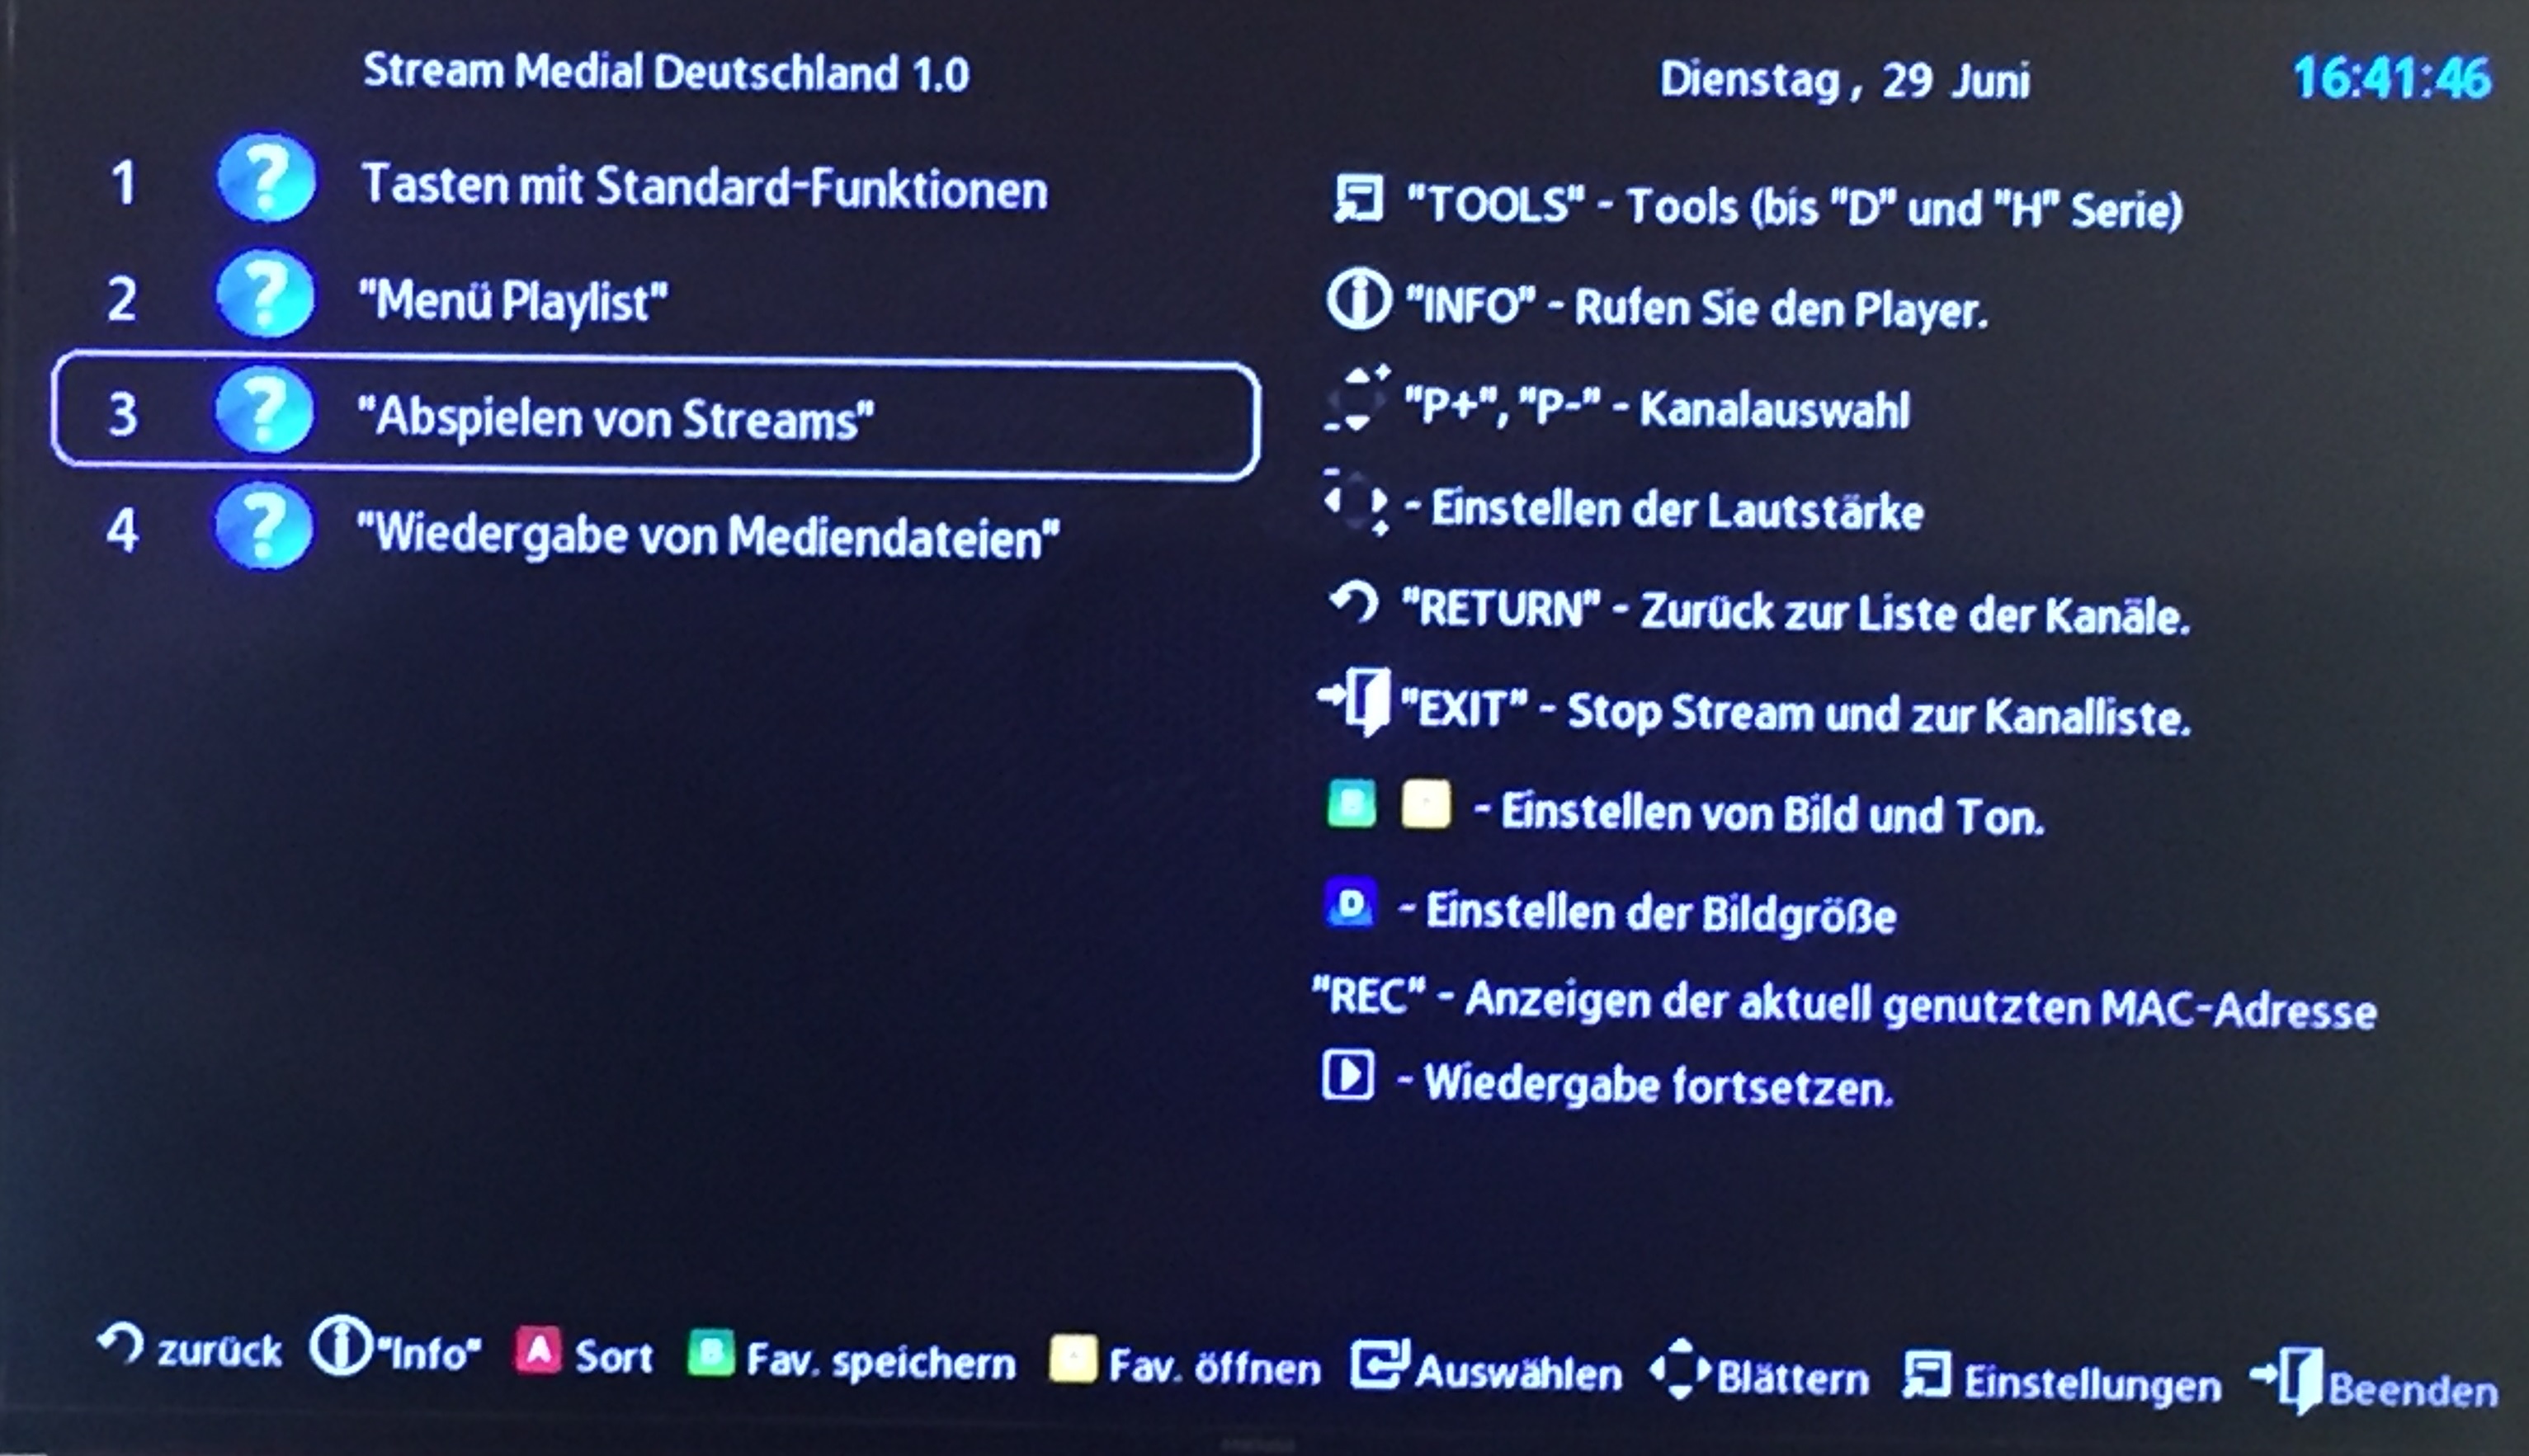 Stream Medial Deutschland 1.0
Dienstag, 29 Juni
16:41:46
1 ? Tasten mit Standard-Funktionen
2 ? "Menü Playlist"
3 ? "Abspielen von Streams"
4 ? "Wiedergabe von Mediendateien"
"TOOLS" - Tools (bis "D" und "H" Serie)
"INFO" - Rufen Sie den Player.
"P+", "P-" - Kanalauswahl
- Einstellen der Lautstärke
"RETURN" - Zurück zur Liste der Kanäle.
"EXIT" - Stop Stream und zur Kanalliste.
B - Einstellen von Bild und Ton.
D - Einstellen der Bildgröße
"REC" - Anzeigen der aktuell genutzten MAC-Adresse
- Wiedergabe fortsetzen.
zurück "Info" A Sort B Fav. speichern Fav. öffnen Auswählen Blättern Einstellungen Beenden